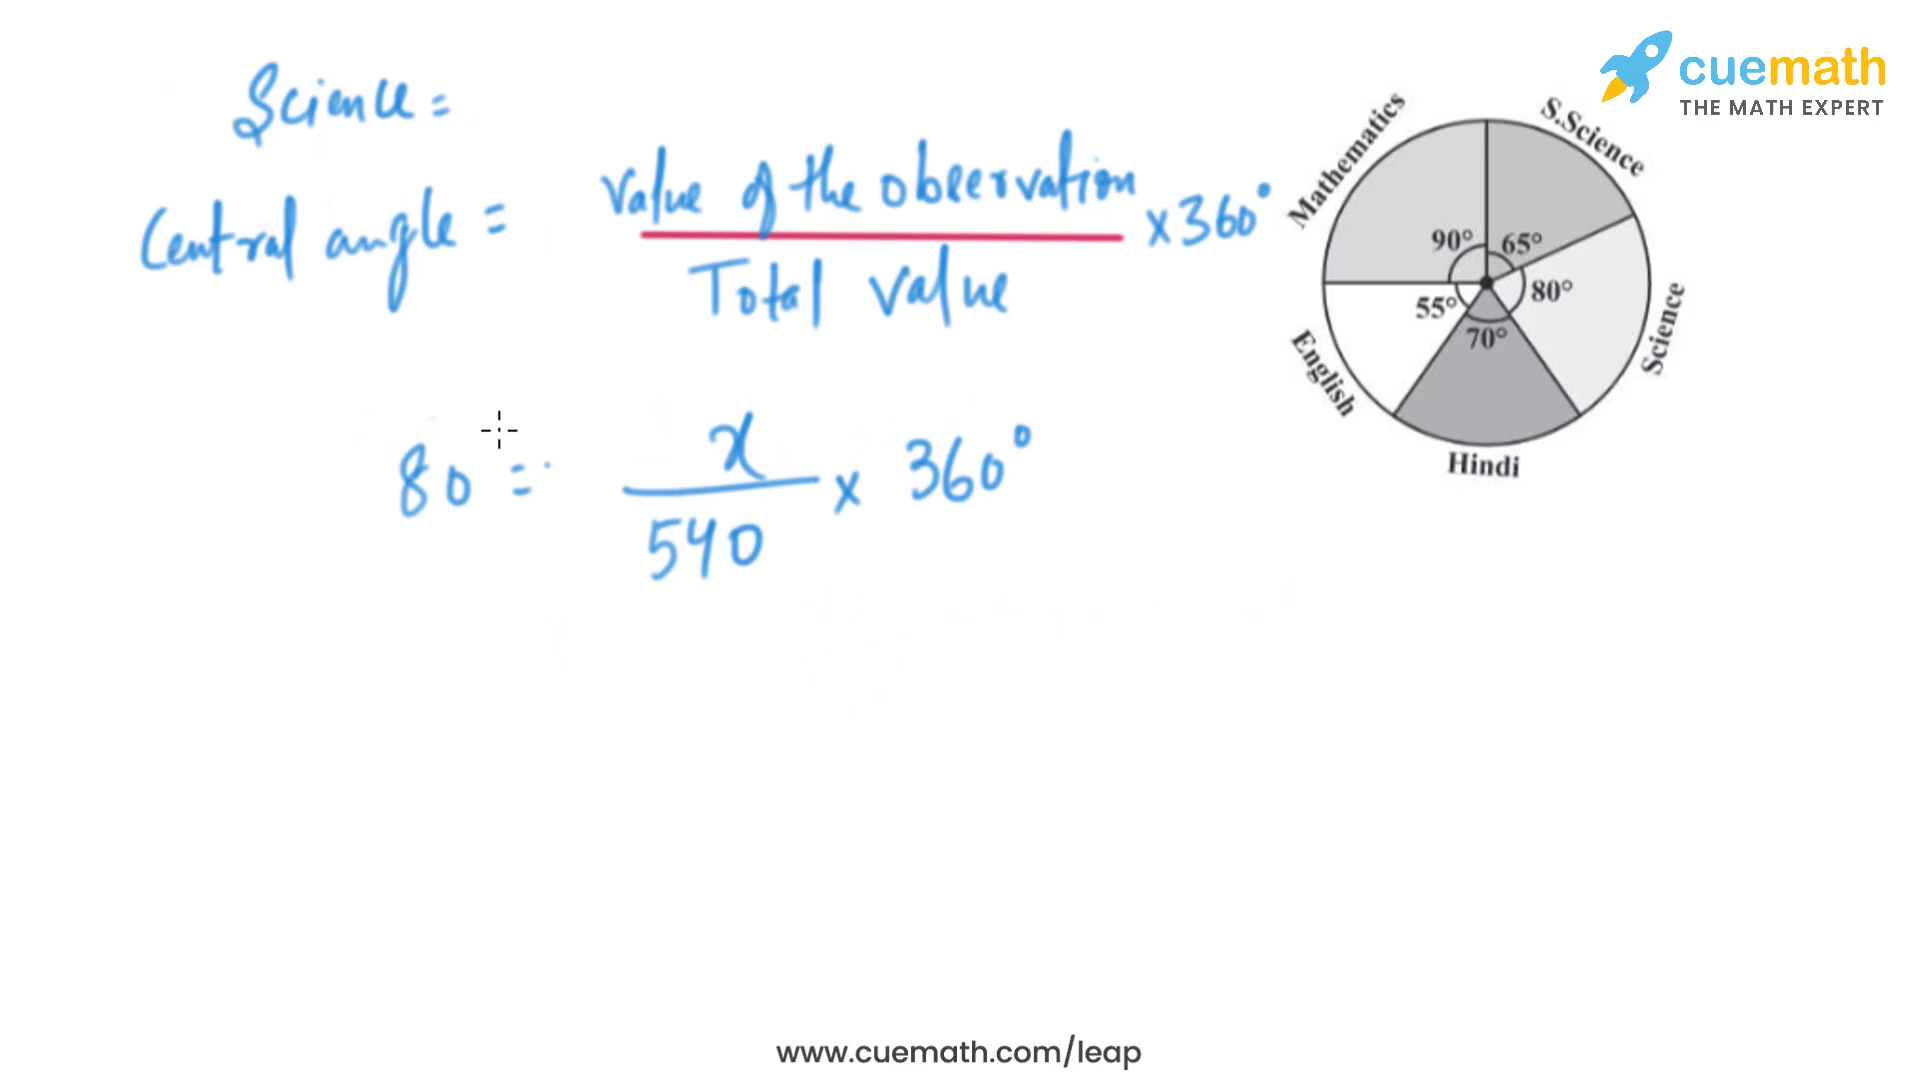 Science =
Central angle = Value of the observation / Total value × 360°
80 = x / 540 × 360°
cuemath
THE MATH EXPERT
Mathematics
S.Science
90°
65°
55°
80°
70°
English
Science
Hindi
www.cuemath.com/leap